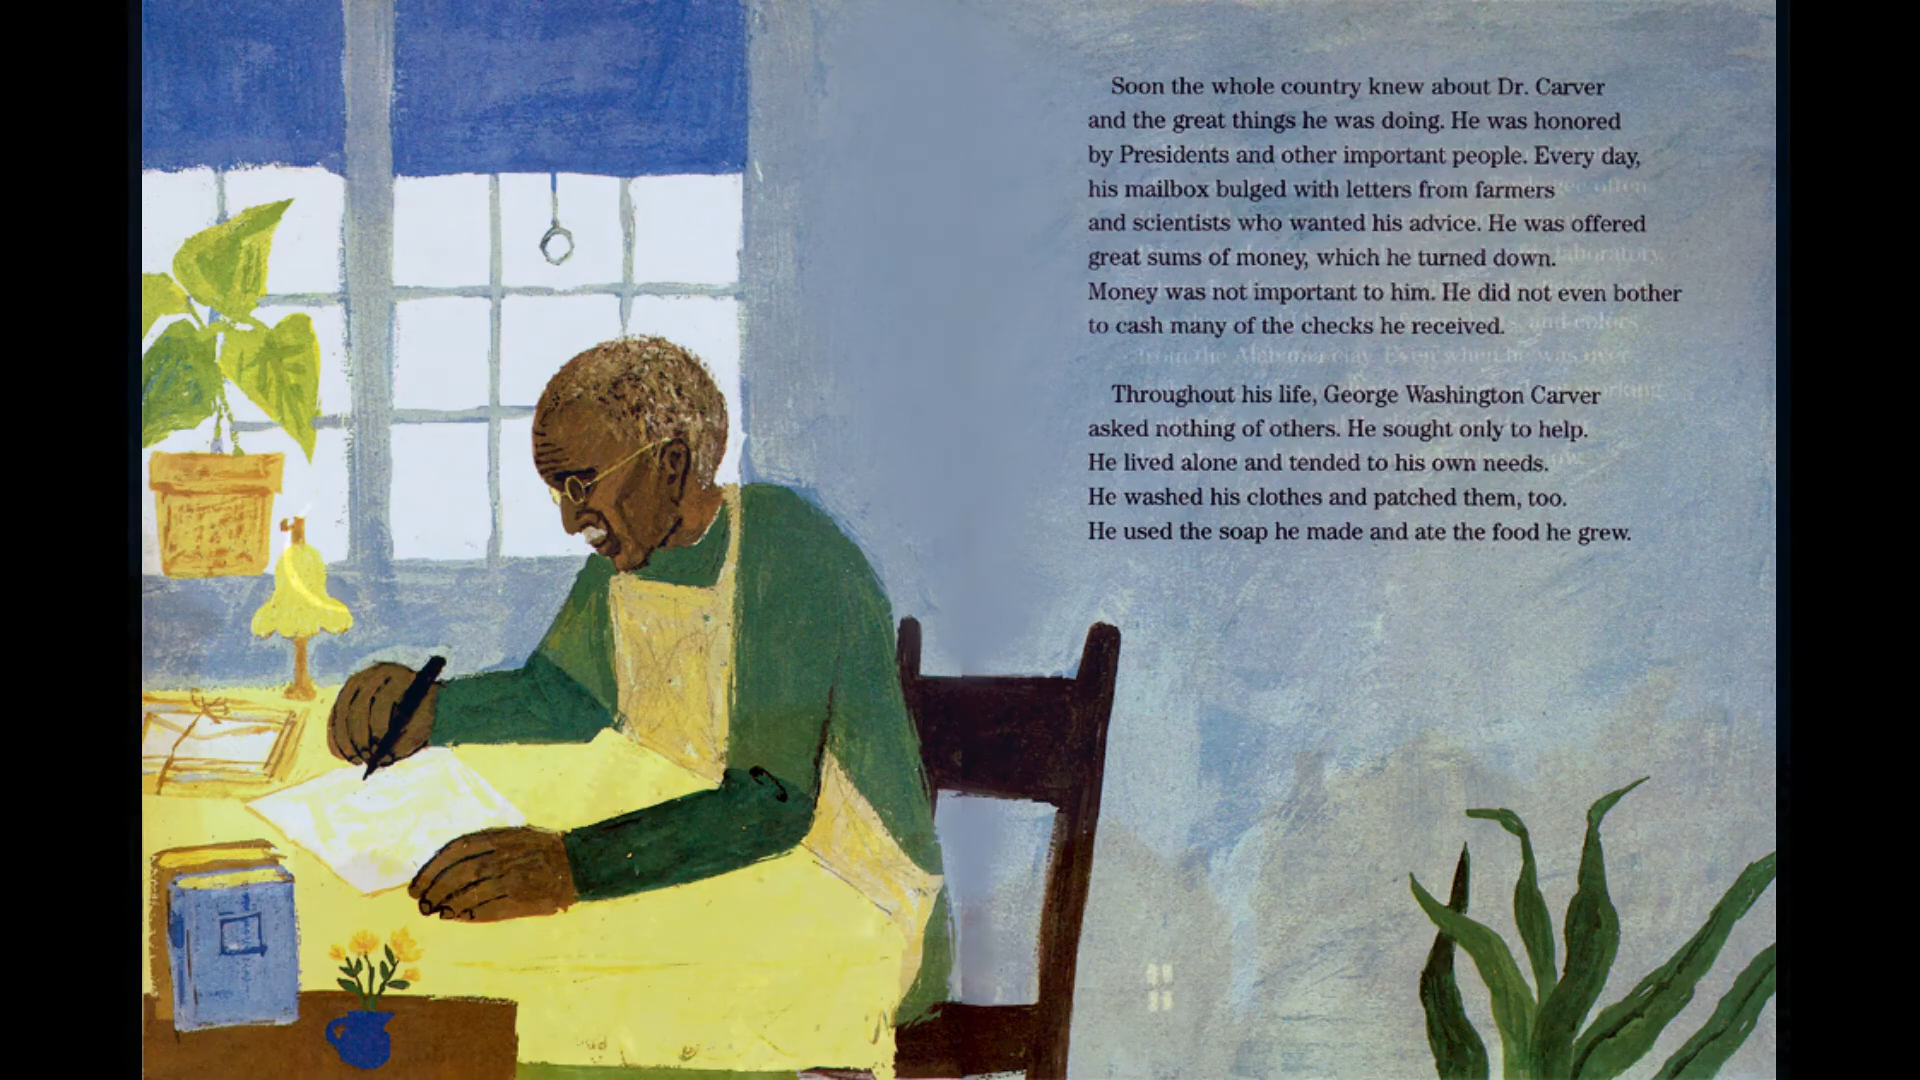 Soon the whole country knew about Dr. Carver
and the great things he was doing. He was honored
by Presidents and other important people. Every day,
his mailbox bulged with letters from farmers
and scientists who wanted his advice. He was offered
great sums of money, which he turned down.
Money was not important to him. He did not even bother
to cash many of the checks he received.
Throughout his life, George Washington Carver
asked nothing of others. He sought only to help.
He lived alone and tended to his own needs.
He washed his clothes and patched them, too.
He used the soap he made and ate the food he grew.